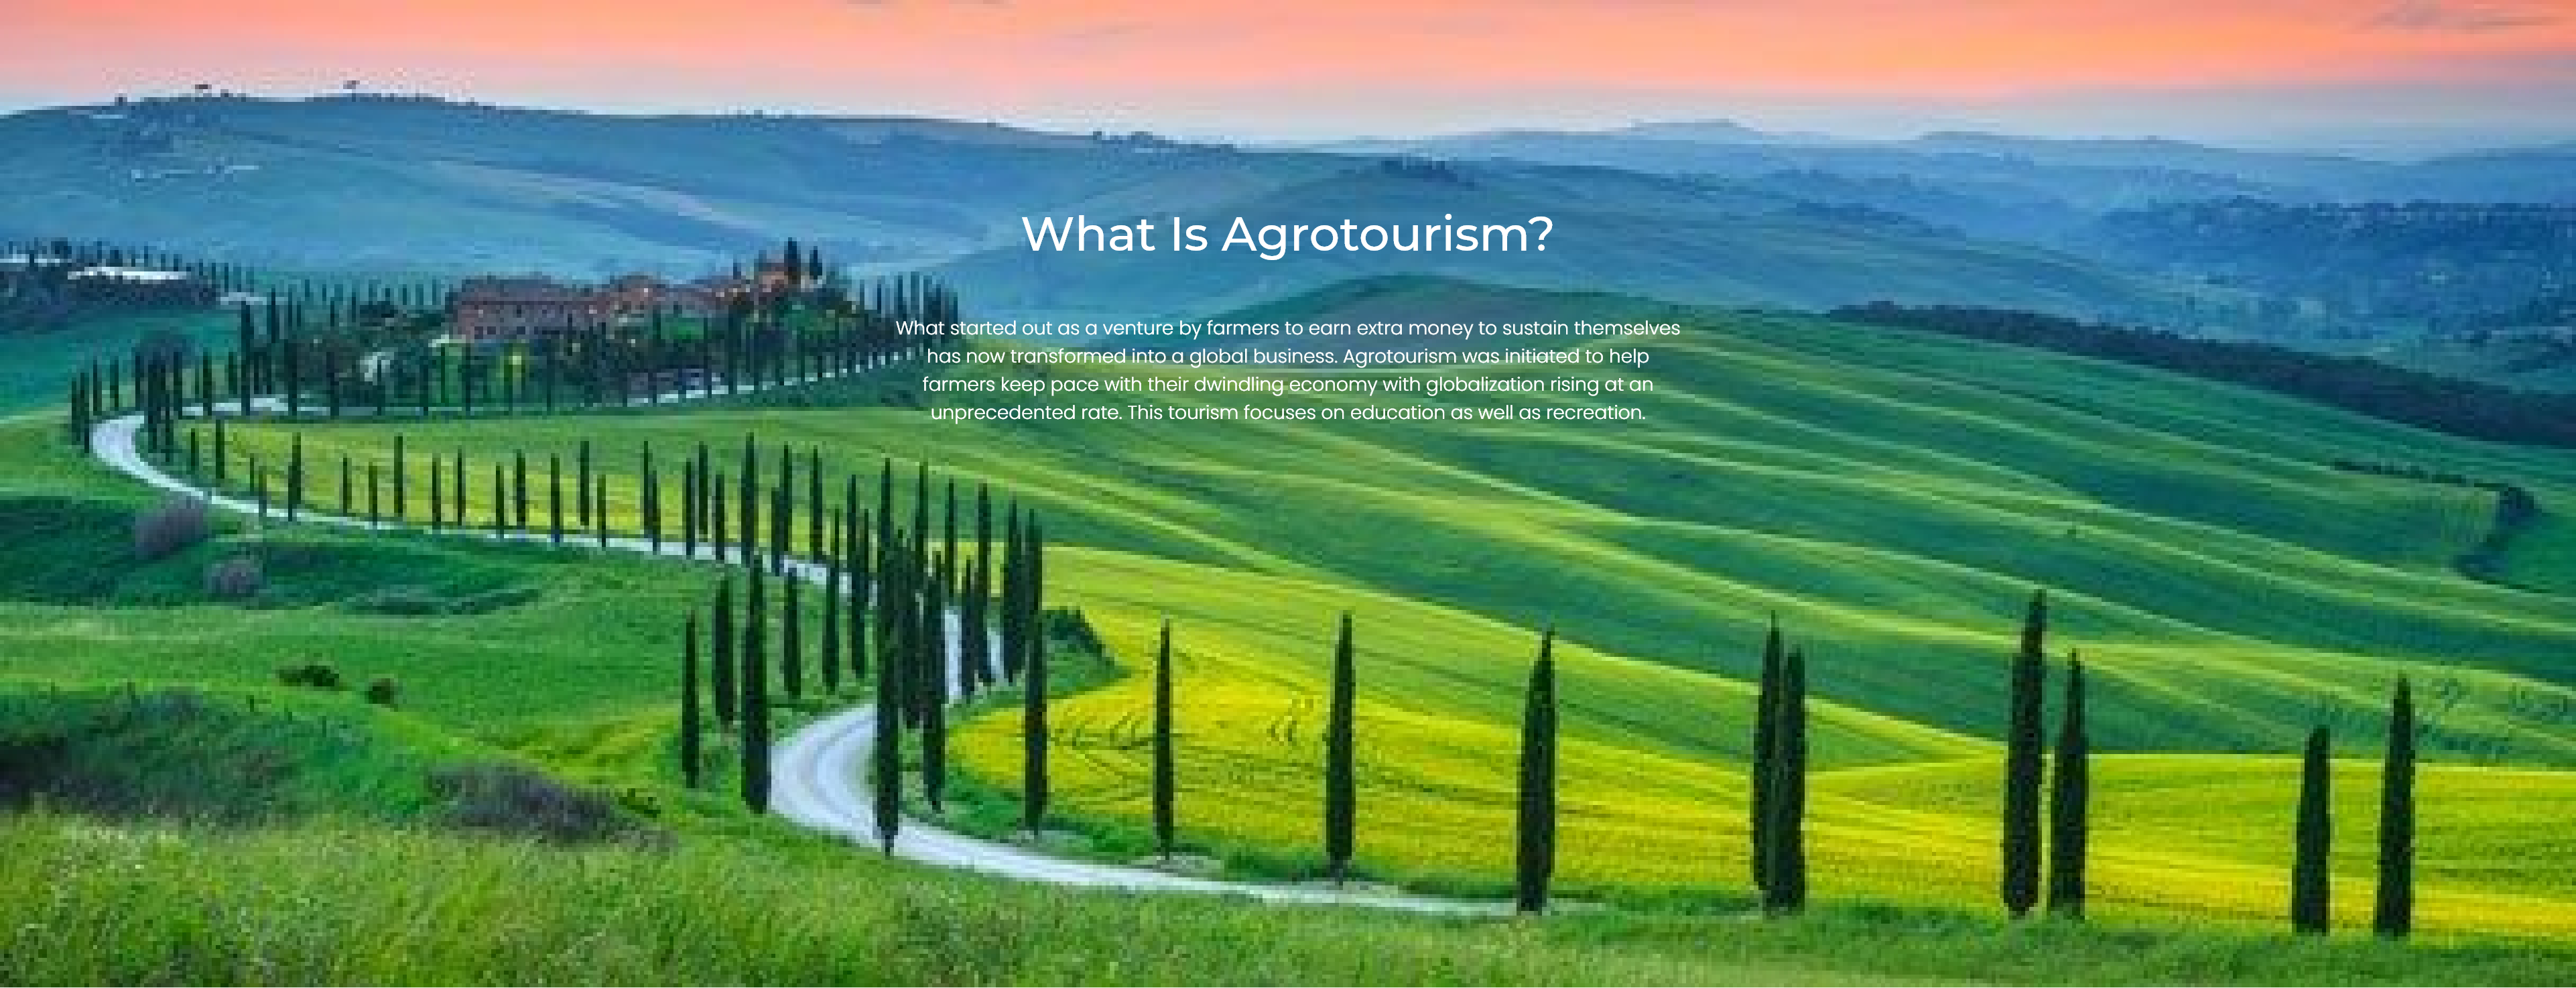 What Is Agrotourism?
What started out as a venture by farmers to earn extra money to sustain themselves
has now transformed into a global business. Agrotourism was initiated to help
farmers keep pace with their dwindling economy with globalization rising at an
unprecedented rate. This tourism focuses on education as well as recreation.